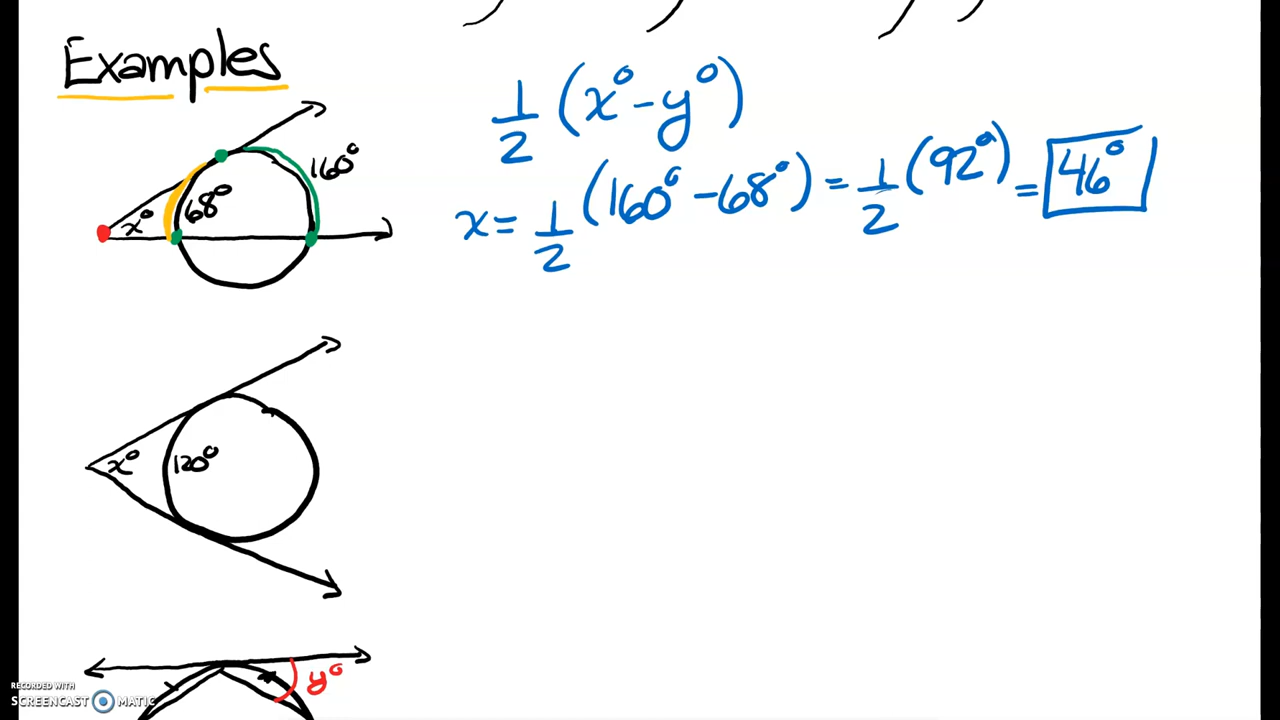 Examples
½ (x° - y°)
x = ½ (160° - 68°) = ½ (92°) = 46°
160°
68°
x°
x°
120°
y°
RECORDED WITH
SCREENCAST MATIC